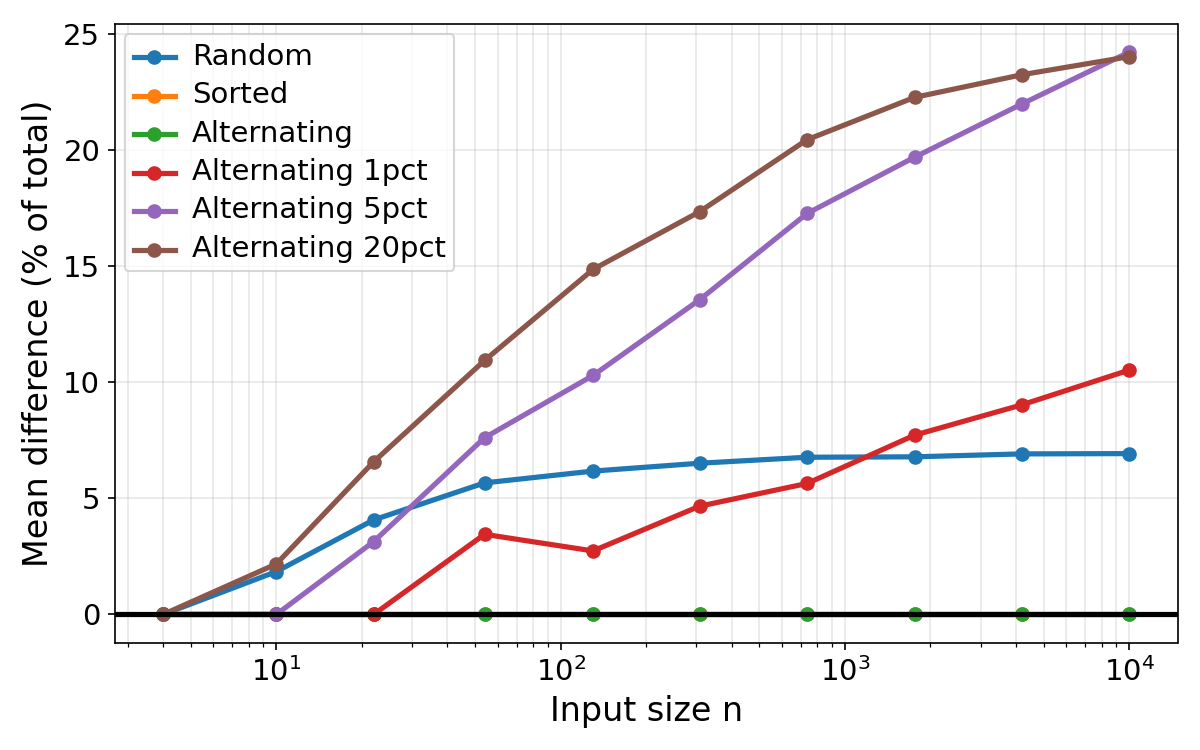 Mean difference (% of total)
25
20
15
10
5
0
Random
Sorted
Alternating
Alternating 1pct
Alternating 5pct
Alternating 20pct
10¹ 10² 10³ 10⁴
Input size n